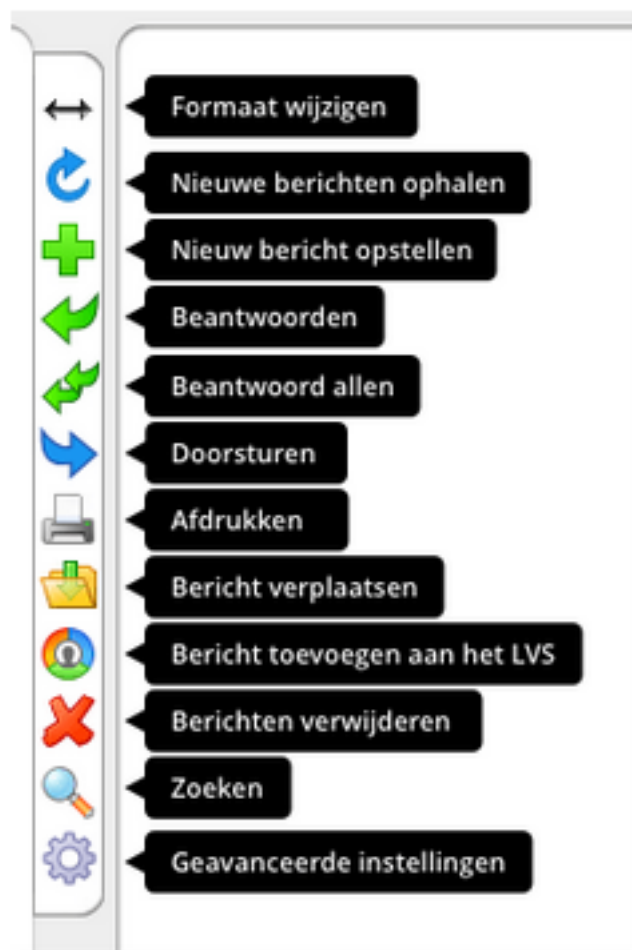 Formaat wijzigen
Nieuwe berichten ophalen
Nieuw bericht opstellen
Beantwoorden
Beantwoord allen
Doorsturen
Afdrukken
Bericht verplaatsen
Bericht toevoegen aan het LVS
Berichten verwijderen
Zoeken
Geavanceerde instellingen